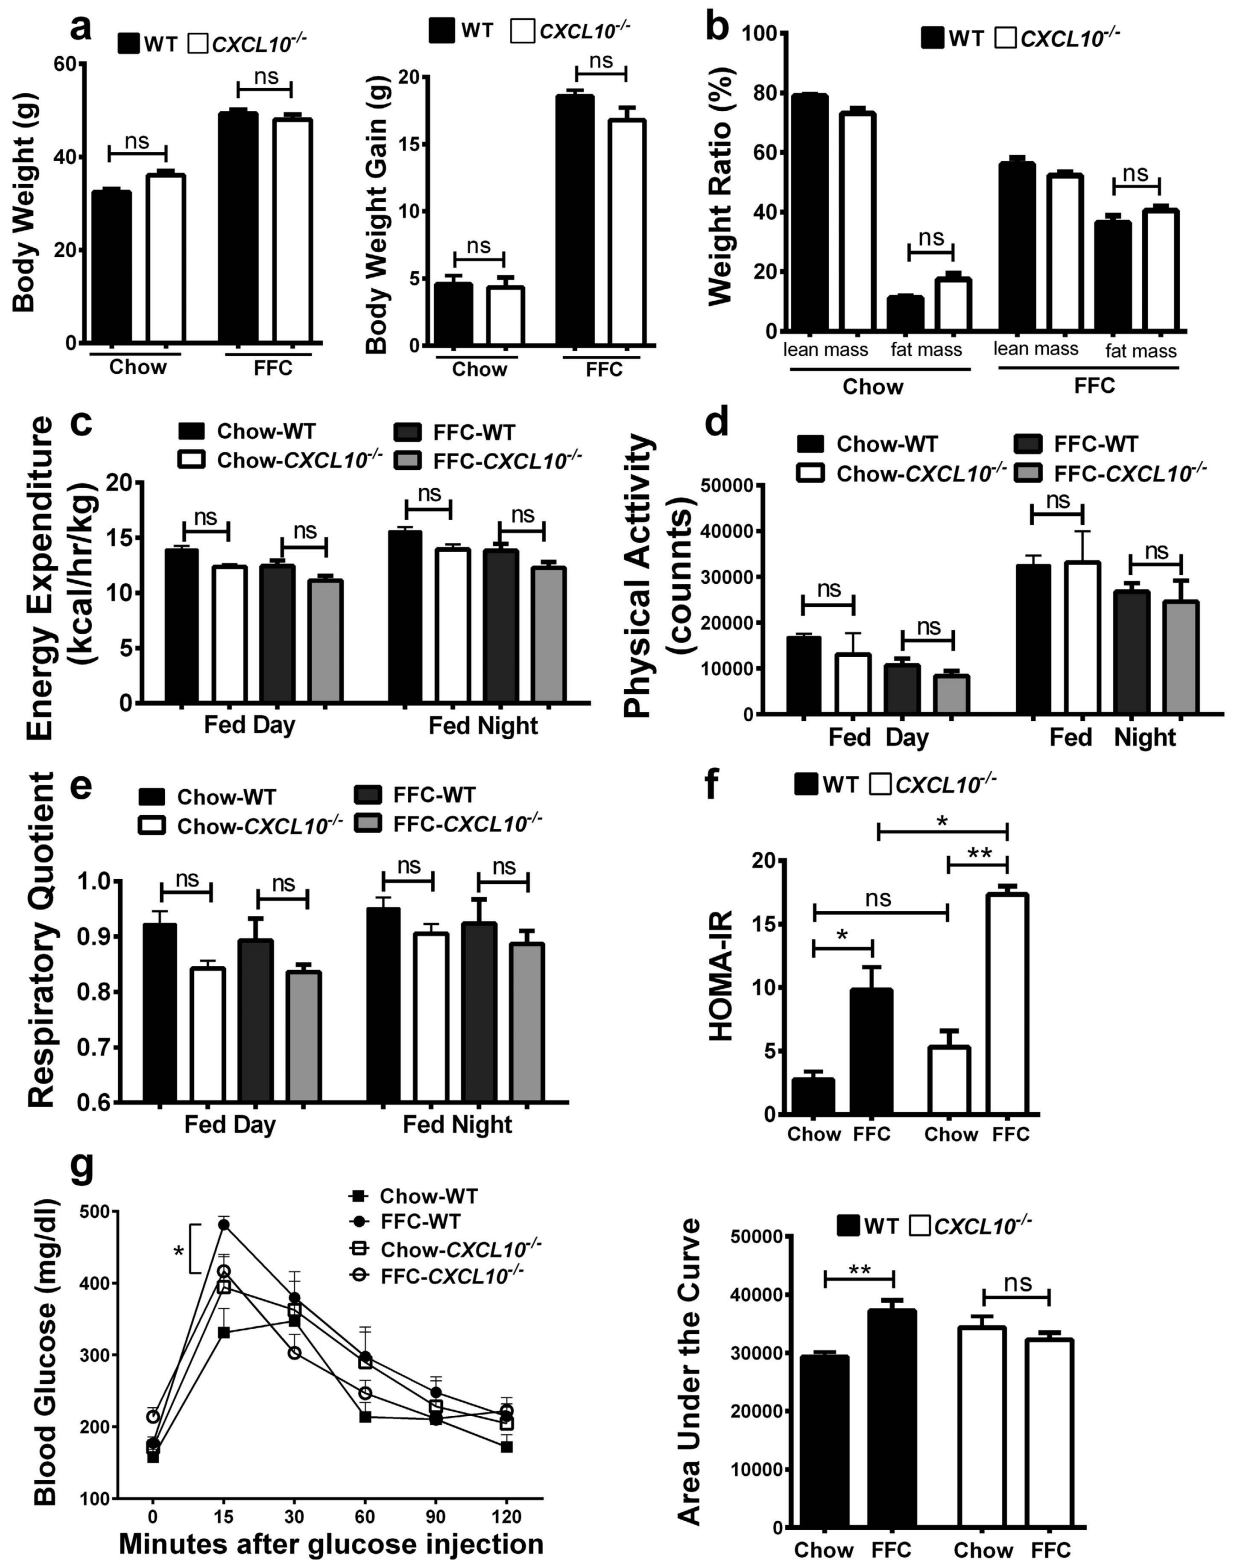 a
WT CXCL10-/-
Body Weight (g)
60
40
20
0
ns
ns
Chow
FFC
WT CXCL10-/-
Body Weight Gain (g)
20
15
10
5
0
ns
ns
Chow
FFC
b
WT CXCL10-/-
Weight Ratio (%)
100
80
60
40
20
0
ns
ns
lean mass fat mass lean mass fat mass
Chow
FFC
c
Chow-WT FFC-WT
Chow-CXCL10-/- FFC-CXCL10-/-
Energy Expenditure
(kcal/hr/kg)
20
15
10
5
0
ns
ns
ns
ns
Fed Day
Fed Night
d
Chow-WT FFC-WT
Chow-CXCL10-/- FFC-CXCL10-/-
Physical Acttivity
(counnts)
50000
40000
30000
20000
10000
0
ns
ns
ns
ns
Fed Day
Fed Night
e
Chow-WT FFC-WT
Chow-CXCL10-/- FFC-CXCL10-/-
Respiratory Quotient
1.0
0.9
0.8
0.7
0.6
ns
ns
ns
ns
Fed Day
Fed Night
f
WT CXCL10-/-
HOMA-IR
20
15
10
5
0
*
**
ns
*
Chow FFC Chow FFC
g
Chow-WT
FFC-WT
Chow-CXCL10-/-
FFC-CXCL10-/-
Blood Glucose (mg/dl)
500
400
300
200
100
*
0 15 30 60 90 120
Minutes after glucose injection
WT CXCL10-/-
Area Under the Curve
50000
40000
30000
20000
10000
0
**
ns
Chow FFC Chow FFC